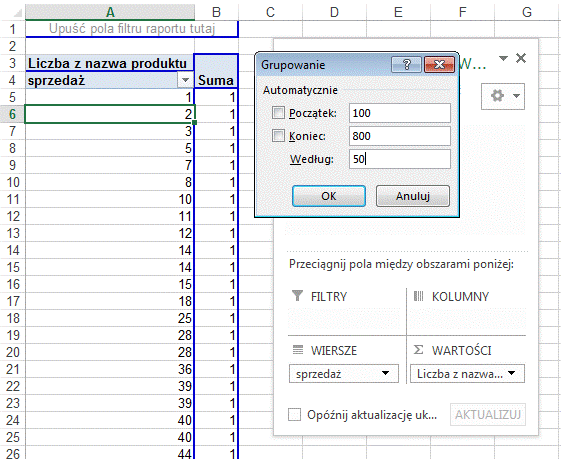 A B C D E F G
1 Upuść pola filtru raportu tutaj
2
3 Liczba z nazwa produktu
4 sprzedaż Suma
5 1 1
6 2 1
7 3 1
8 5 1
9 7 1
10 8 1
11 10 1
12 11 1
13 12 1
14 14 1
15 14 1
16 15 1
17 18 1
18 25 1
19 28 1
20 28 1
21 36 1
22 39 1
23 39 1
24 40 1
25 40 1
26 44 1
W...
Grupowanie
Automatycznie
Początek: 100
Koniec: 800
Według: 50
OK Anuluj
Przeciągnij pola między obszarami poniżej:
FILTRY KOLUMNY
WIERSZE WARTOŚCI
sprzedaż Liczba z nazwa...
Opóźnij aktualizację uk... AKTUALIZUJ